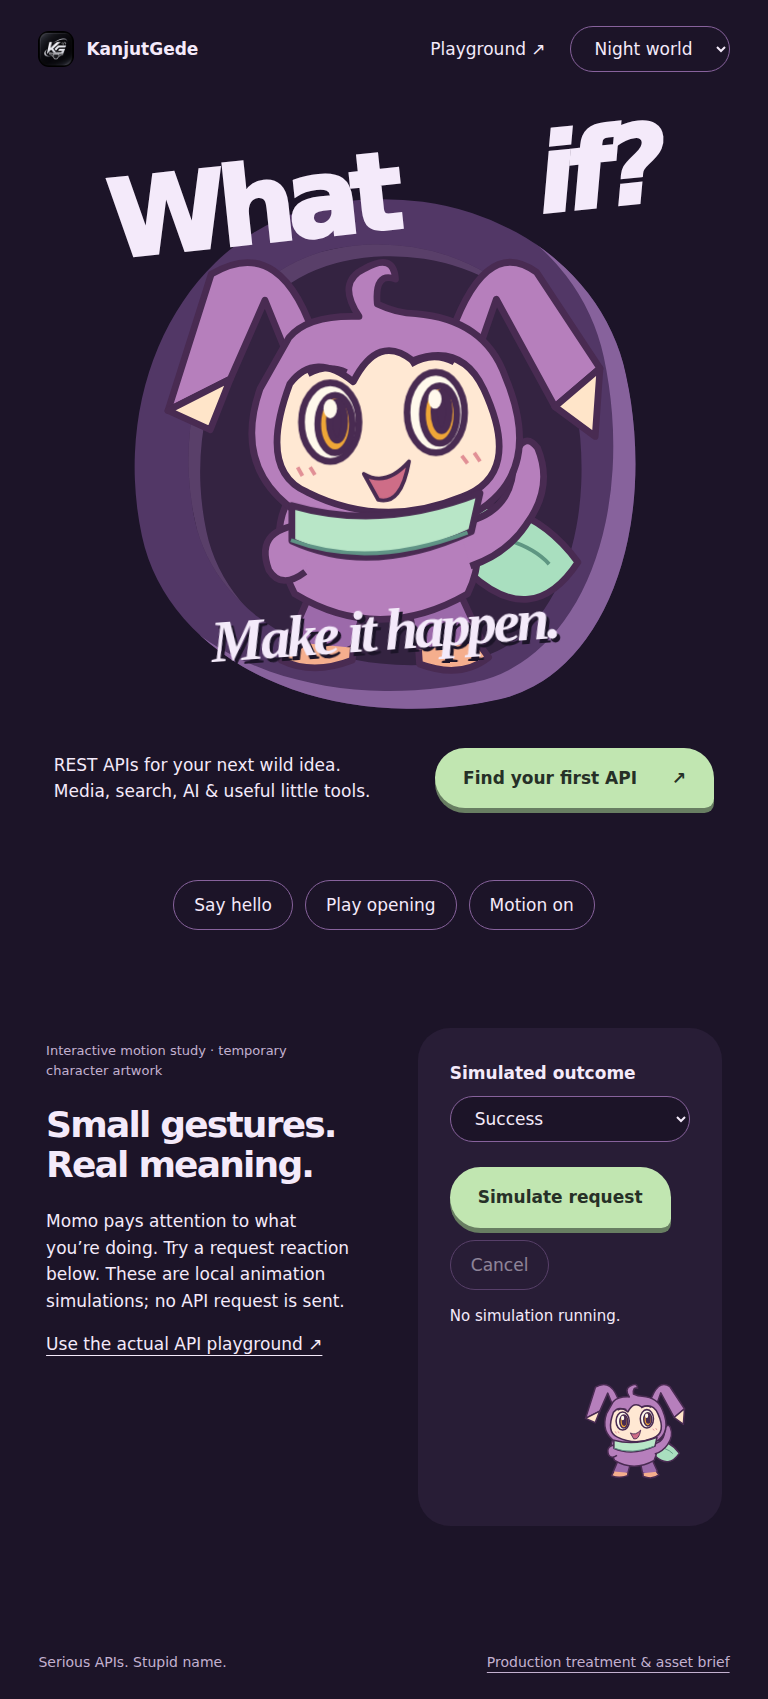 KG
KanjutGede
Playground ↗
Night world
What if?
Make it happen.
REST APIs for your next wild idea.
Media, search, AI & useful little tools.
Find your first API ↗
Say hello
Play opening
Motion on
Interactive motion study · temporary
character artwork
Small gestures.
Real meaning.
Momo pays attention to what
you’re doing. Try a request reaction
below. These are local animation
simulations; no API request is sent.
Use the actual API playground ↗
Simulated outcome
Success
Simulate request
Cancel
No simulation running.
Serious APIs. Stupid name.
Production treatment & asset brief